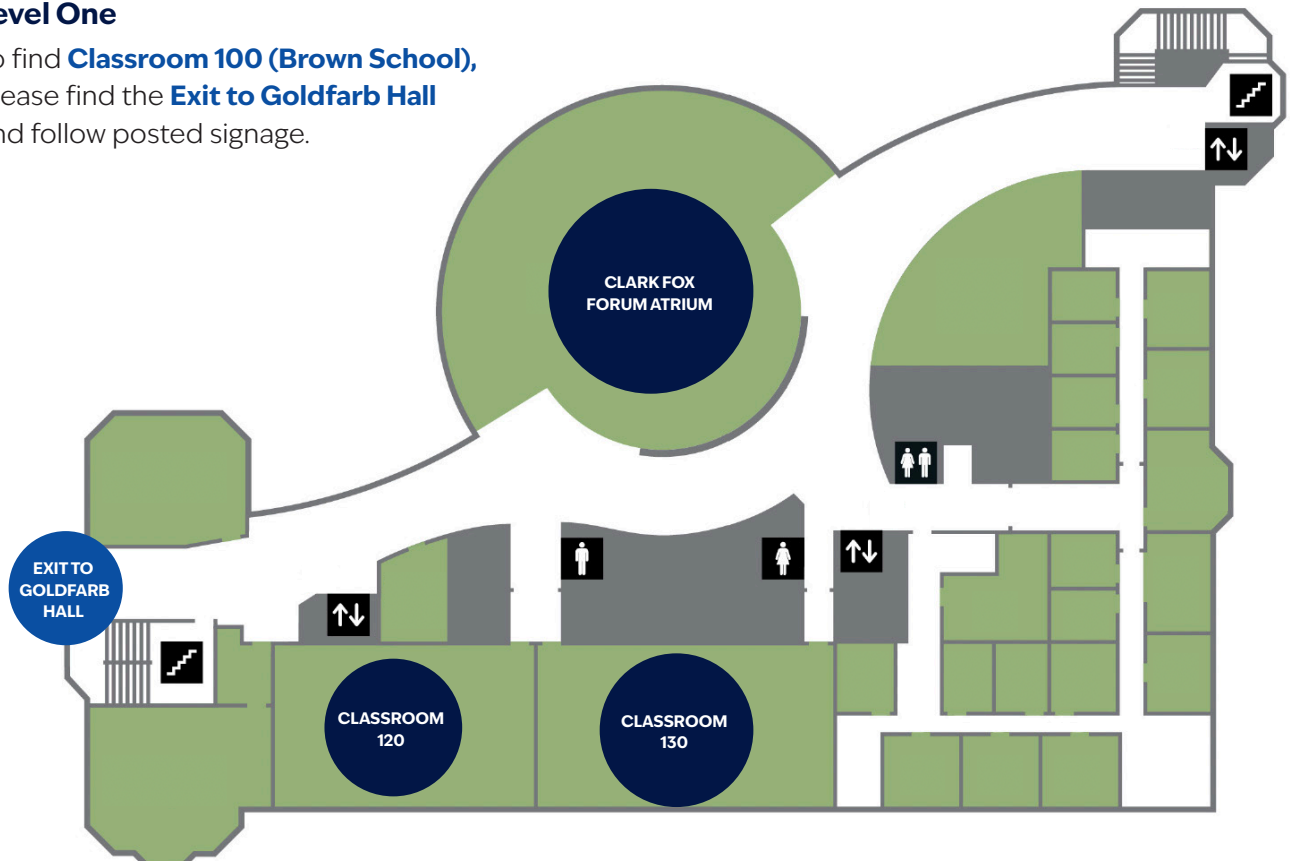 evel One
o find Classroom 100 (Brown School),
lease find the Exit to Goldfarb Hall
nd follow posted signage.
CLARK FOX
FORUM ATRIUM
EXIT TO
GOLDFARB
HALL
CLASSROOM
120
CLASSROOM
130